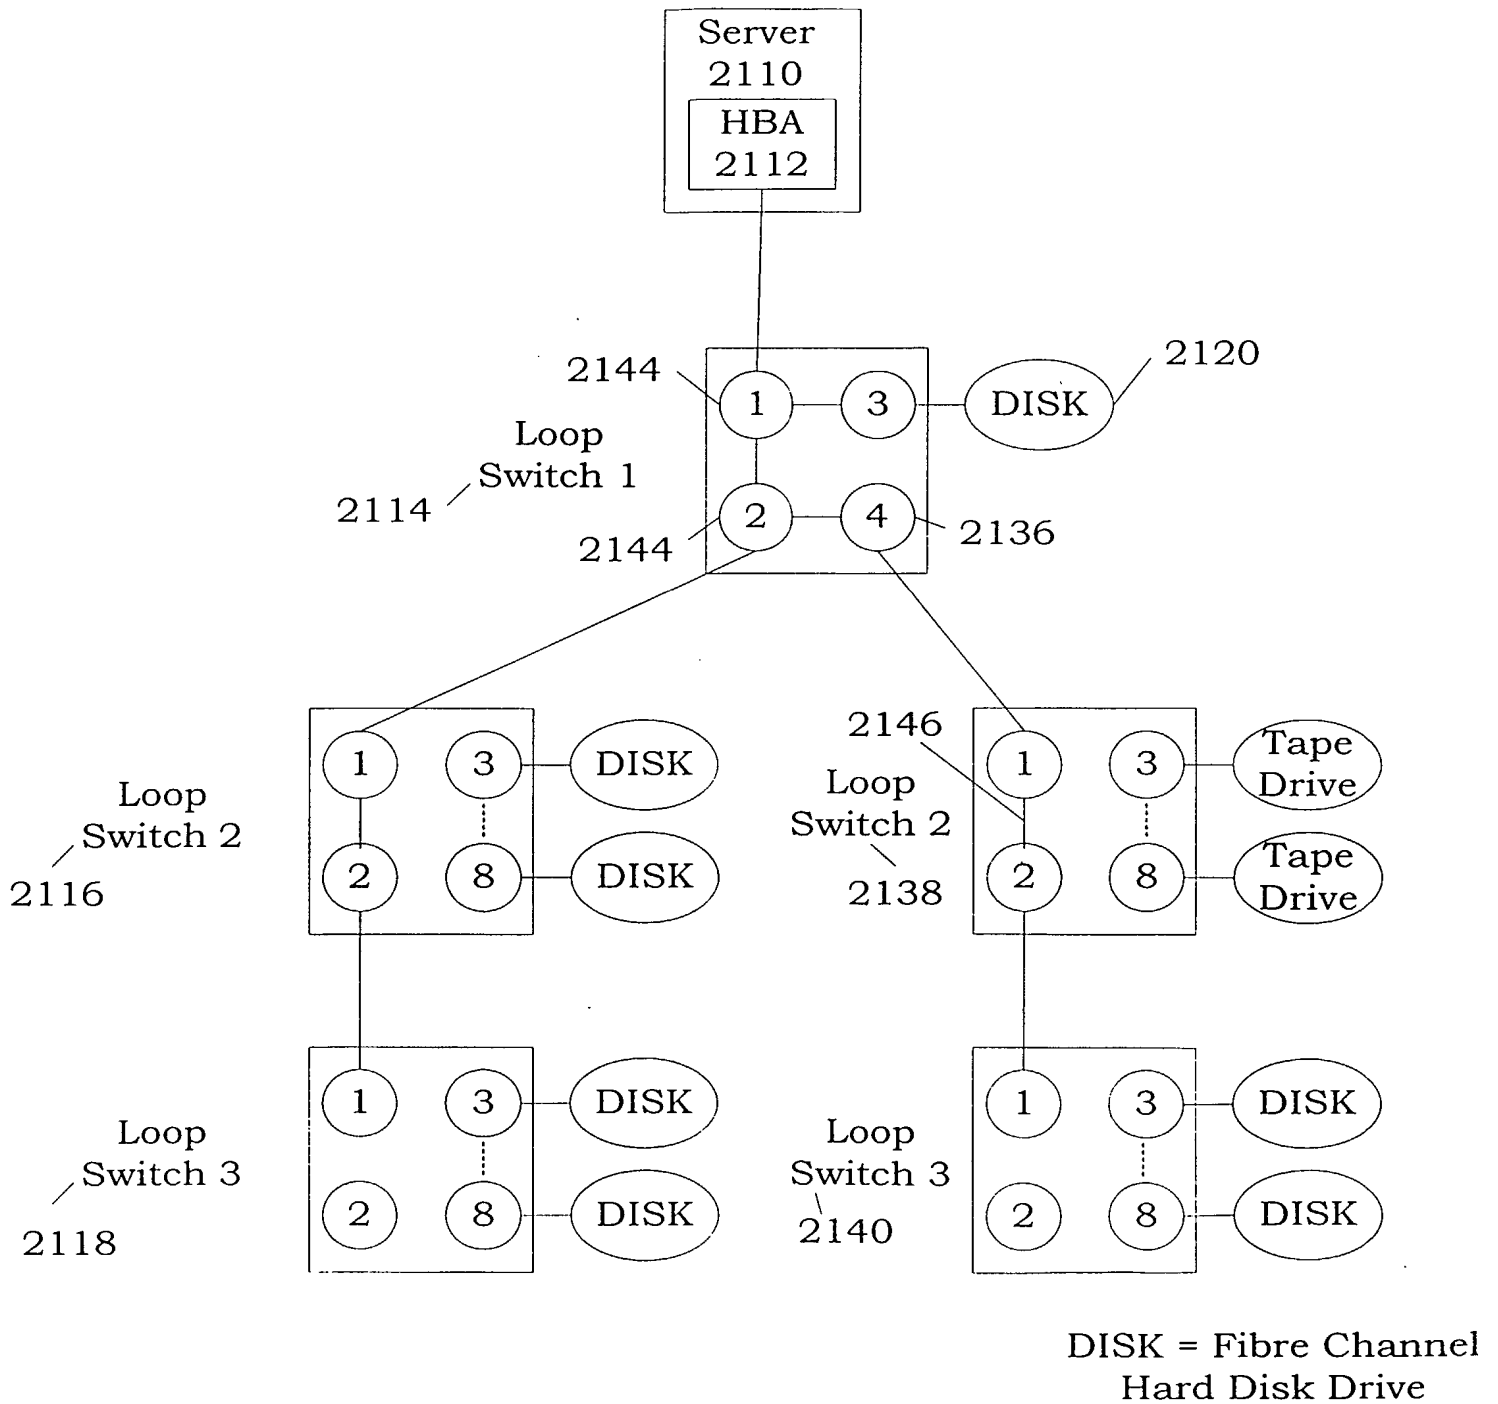 Server
2110
HBA
2112
2144
1
3
DISK
2120
Loop
Switch 1
2114
2
4
2144
2136
1
3
DISK
Loop
Switch 2
2116
2
8
DISK
2146
1
3
Tape
Drive
Loop
Switch 2
2138
2
8
Tape
Drive
1
3
DISK
Loop
Switch 3
2118
2
8
DISK
1
3
DISK
Loop
Switch 3
2140
2
8
DISK
DISK = Fibre Channel
Hard Disk Drive